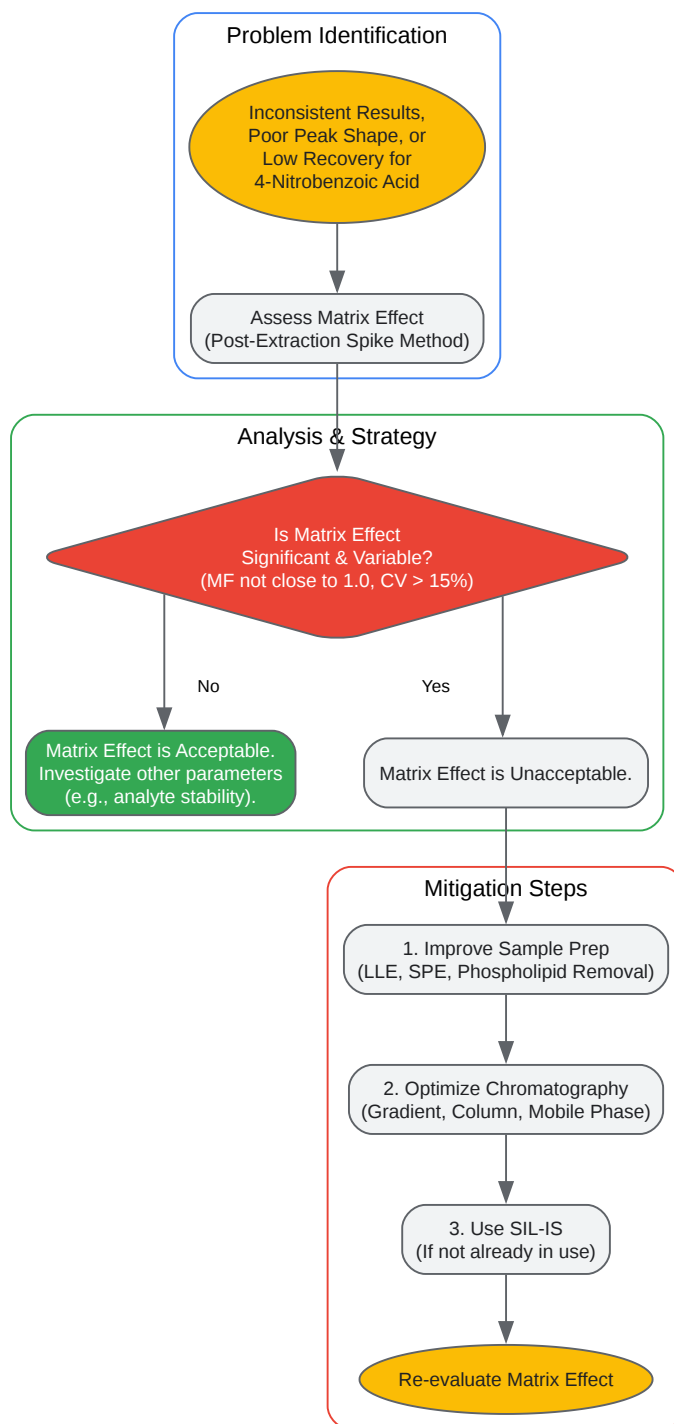 Problem Identification
Inconsistent Results,
Poor Peak Shape, or
Low Recovery for
4-Nitrobenzoic Acid
Assess Matrix Effect
(Post-Extraction Spike Method)
Analysis & Strategy
Is Matrix Effect
Significant & Variable?
(MF not close to 1.0, CV > 15%)
No
Yes
Matrix Effect is Acceptable.
Investigate other parameters
(e.g., analyte stability).
Matrix Effect is Unacceptable.
Mitigation Steps
1. Improve Sample Prep
(LLE, SPE, Phospholipid Removal)
2. Optimize Chromatography
(Gradient, Column, Mobile Phase)
3. Use SIL-IS
(If not already in use)
Re-evaluate Matrix Effect